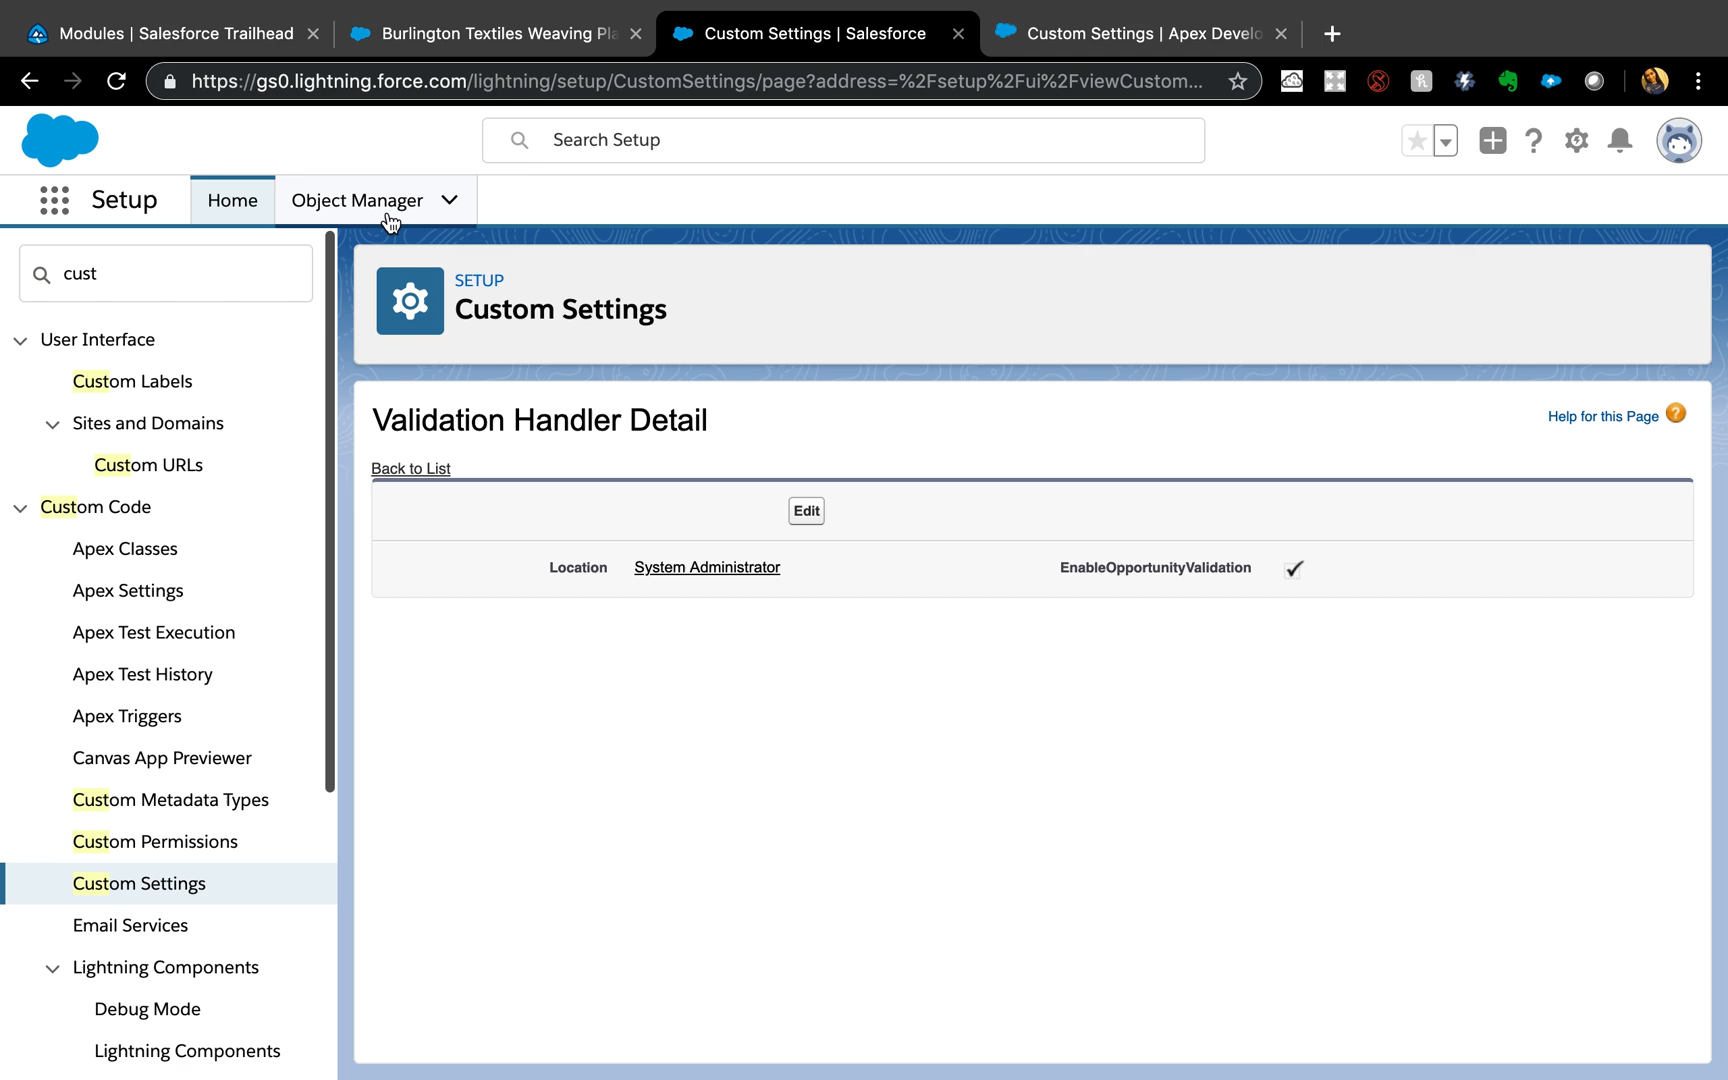 Modules | Salesforce Trailhead
Burlington Textiles Weaving Pla
Custom Settings | Salesforce
Custom Settings | Apex Develo
https://gs0.lightning.force.com/lightning/setup/CustomSettings/page?address=%2Fsetup%2Fui%2FviewCustom...
Search Setup
Setup
Home
Object Manager
cust
User Interface
Custom Labels
Sites and Domains
Custom URLs
Custom Code
Apex Classes
Apex Settings
Apex Test Execution
Apex Test History
Apex Triggers
Canvas App Previewer
Custom Metadata Types
Custom Permissions
Custom Settings
Email Services
Lightning Components
Debug Mode
Lightning Components
SETUP
Custom Settings
Validation Handler Detail
Help for this Page ?
Back to List
Edit
Location System Administrator EnableOpportunityValidation